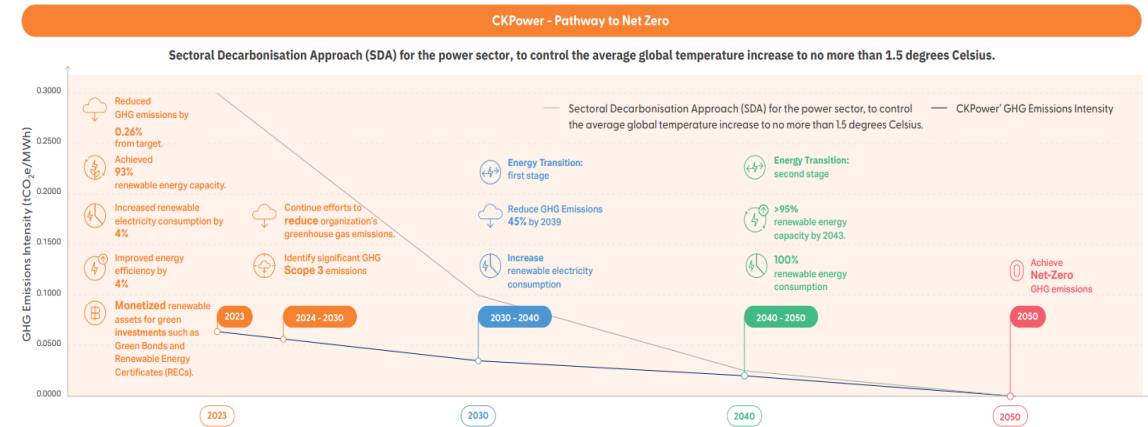 CKPower - Pathway to Net Zero
Sectoral Decarbonisation Approach (SDA) for the power sector, to control the average global temperature increase to no more than 1.5 degrees Celsius.
GHG Emissions Intensity (tCO₂e/MWh)
0.3000
0.2500
0.2000
0.1500
0.1000
0.0500
0.0000
Sectoral Decarbonisation Approach (SDA) for the power sector, to control
the average global temperature increase to no more than 1.5 degrees Celsius.
CKPower' GHG Emissions Intensity
Reduced
GHG emissions by
0.26%
from target.
Achieved
93%
renewable energy capacity.
Increased renewable
electricity consumption by
4%
Improved energy
efficiency by
4%
Monetized renewable
assets for green
investments such as
Green Bonds and
Renewable Energy
Certificates (RECs).
2023
Continue efforts to
reduce organization's
greenhouse gas emissions.
Identify significant GHG
Scope 3 emissions
2024 - 2030
Energy Transition:
first stage
Reduce GHG Emissions
45% by 2039
Increase
renewable electricity
consumption
2030 - 2040
Energy Transition:
second stage
>95%
renewable energy
capacity by 2043.
100%
renewable energy
consumption
2040 - 2050
0
Achieve
Net-Zero
GHG emissions
2050
2023
2030
2040
2050